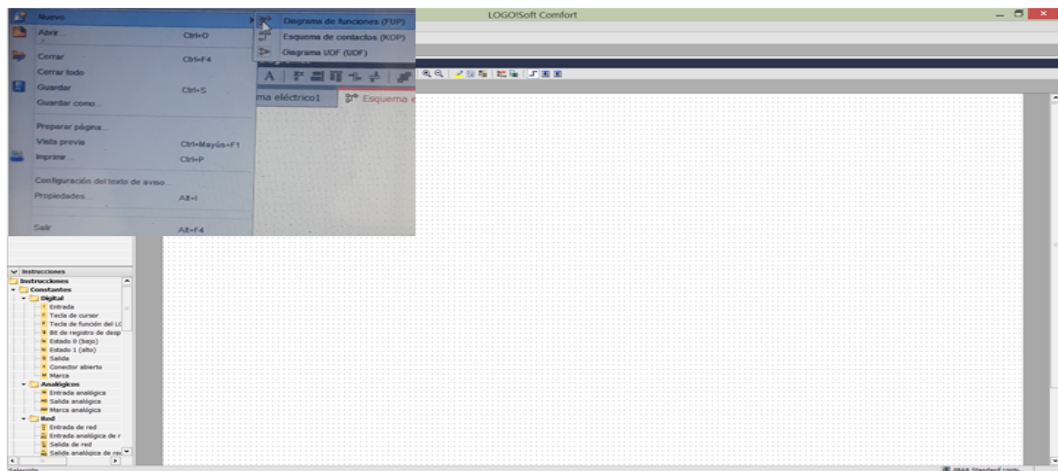 LOGO!Soft Comfort
Nuevo
Diagrama de funciones (FUP)
Abrir... Ctrl+O
Esquema de contactos (KOP)
Diagrama UDF (UDF)
Cerrar Ctrl+F4
Cerrar todo
Guardar Ctrl+S
Guardar como...
ma eléctrico1
Esquema e
Preparar página...
Vista previa Ctrl+Mayús+F1
Imprimir... Ctrl+P
Configuración del texto de aviso...
Propiedades... Alt+I
Salir Alt+F4
Instrucciones
Instrucciones
Constantes
Digital
Entrada
Tecla de cursor
Tecla de función del LO
Bit de registro de desp
Estado 0 (bajo)
Estado 1 (alto)
Salida
Conector abierto
Marca
Analógicos
Entrada analógica
Salida analógica
Marca analógica
Red
Entrada de red
Entrada analógica de r
Salida de red
Salida analógica de red
Selección